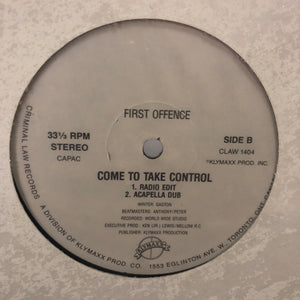 FIRST OFFENCE
33⅓ RPM
STEREO
CAPAC
SIDE B
CLAW 1404
℗KLYMAXX PROD. INC
COME TO TAKE CONTROL
1. RADIO EDIT
2. ACAPELLA DUB
WRITER: GASTON
BEATMASTERS: ANTHONY/PETER
RECORDED: WORLD WIDE STUDIO
PUBLISHER: KLYMAXX PRODUCTION
KLYMAXX
CRIMINAL LAW RECORDS
A DIVISION OF KLYMAXX PROD. CO. 1553 EGLINTON AVE. W. TORONTO,